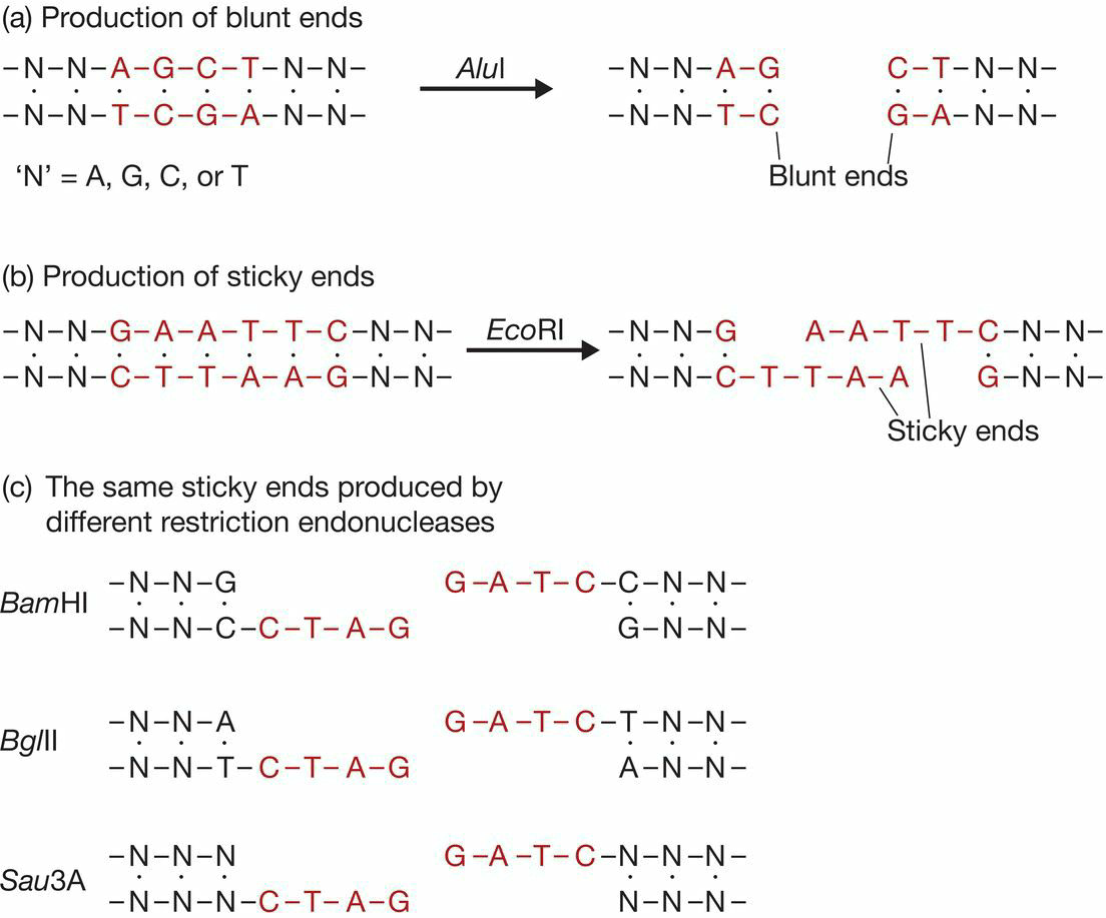 (a) Production of blunt ends
–N–N–A–G–C–T–N–N– AluI –N–N–A–G C–T–N–N–
–N–N–T–C–G–A–N–N– –N–N–T–C G–A–N–N–
‘N’ = A, G, C, or T Blunt ends
(b) Production of sticky ends
–N–N–G–A–A–T–T–C–N–N– EcoRI –N–N–G A–A–T–T–C–N–N–
–N–N–C–T–T–A–A–G–N–N– –N–N–C–T–T–A–A G–N–N–
Sticky ends
(c) The same sticky ends produced by
different restriction endonucleases
–N–N–G G–A–T–C–C–N–N–
BamHI
–N–N–C–C–T–A–G G–N–N–
–N–N–A G–A–T–C–T–N–N–
BglII
–N–N–T–C–T–A–G A–N–N–
–N–N–N G–A–T–C–N–N–N–
Sau3A
–N–N–N–C–T–A–G N–N–N–